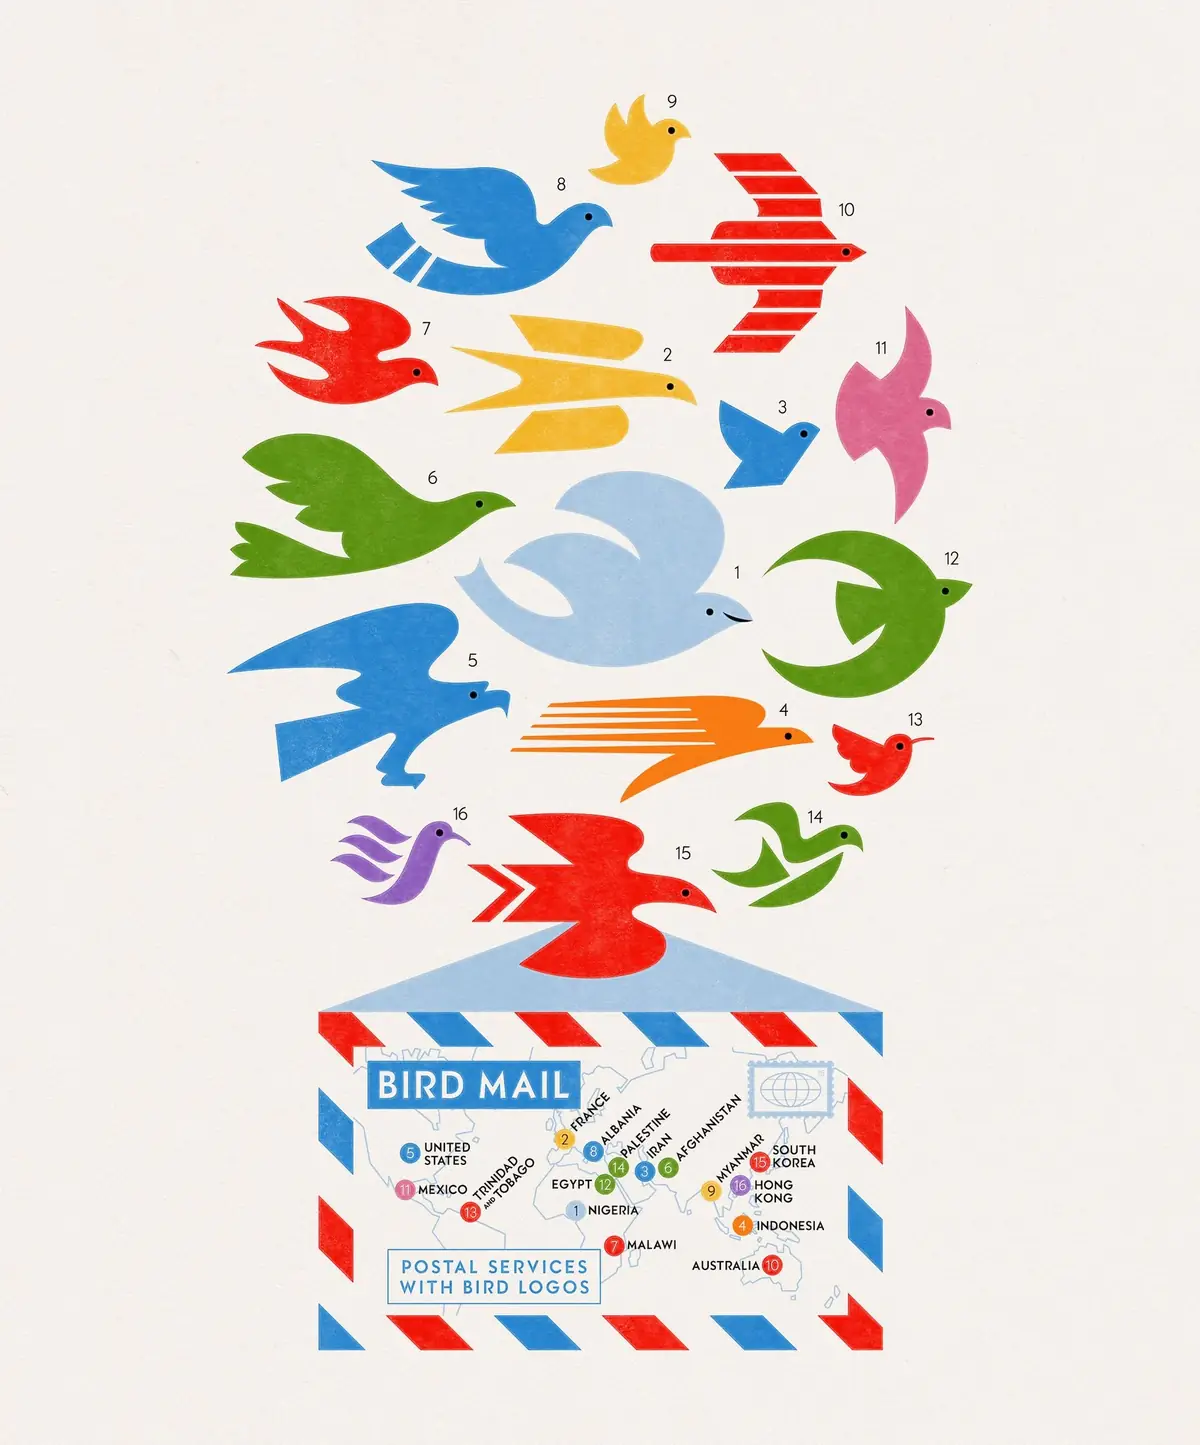 9
8
10
7
2
11
3
6
1
12
5
4
13
16
14
15
BIRD MAIL
5 UNITED
STATES
11 MEXICO
13 TRINIDAD
AND TOBAGO
2 FRANCE
8 ALBANIA
14 PALESTINE
3 IRAN
6 AFGHANISTAN
EGYPT 12
1 NIGERIA
7 MALAWI
9 MYANMAR
15 SOUTH
KOREA
16 HONG
KONG
4 INDONESIA
AUSTRALIA 10
POSTAL SERVICES
WITH BIRD LOGOS